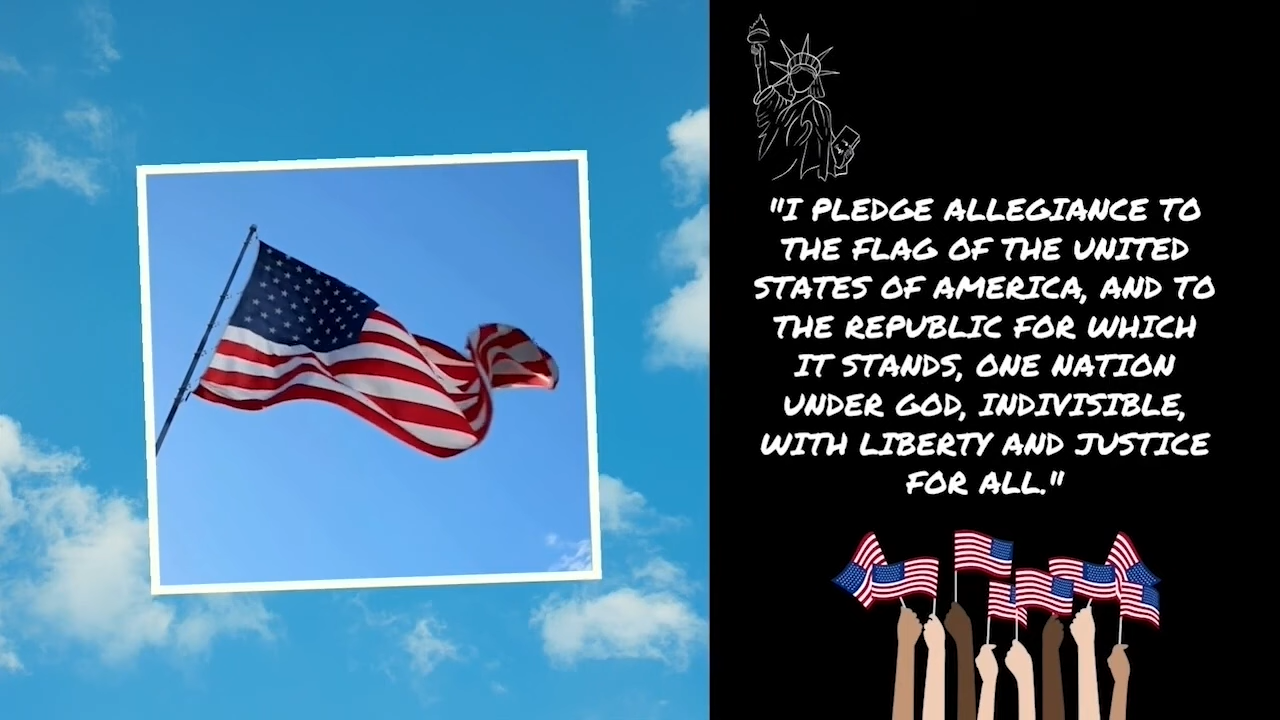 "I PLEDGE ALLEGIANCE TO
THE FLAG OF THE UNITED
STATES OF AMERICA, AND TO
THE REPUBLIC FOR WHICH
IT STANDS, ONE NATION
UNDER GOD, INDIVISIBLE,
WITH LIBERTY AND JUSTICE
FOR ALL."